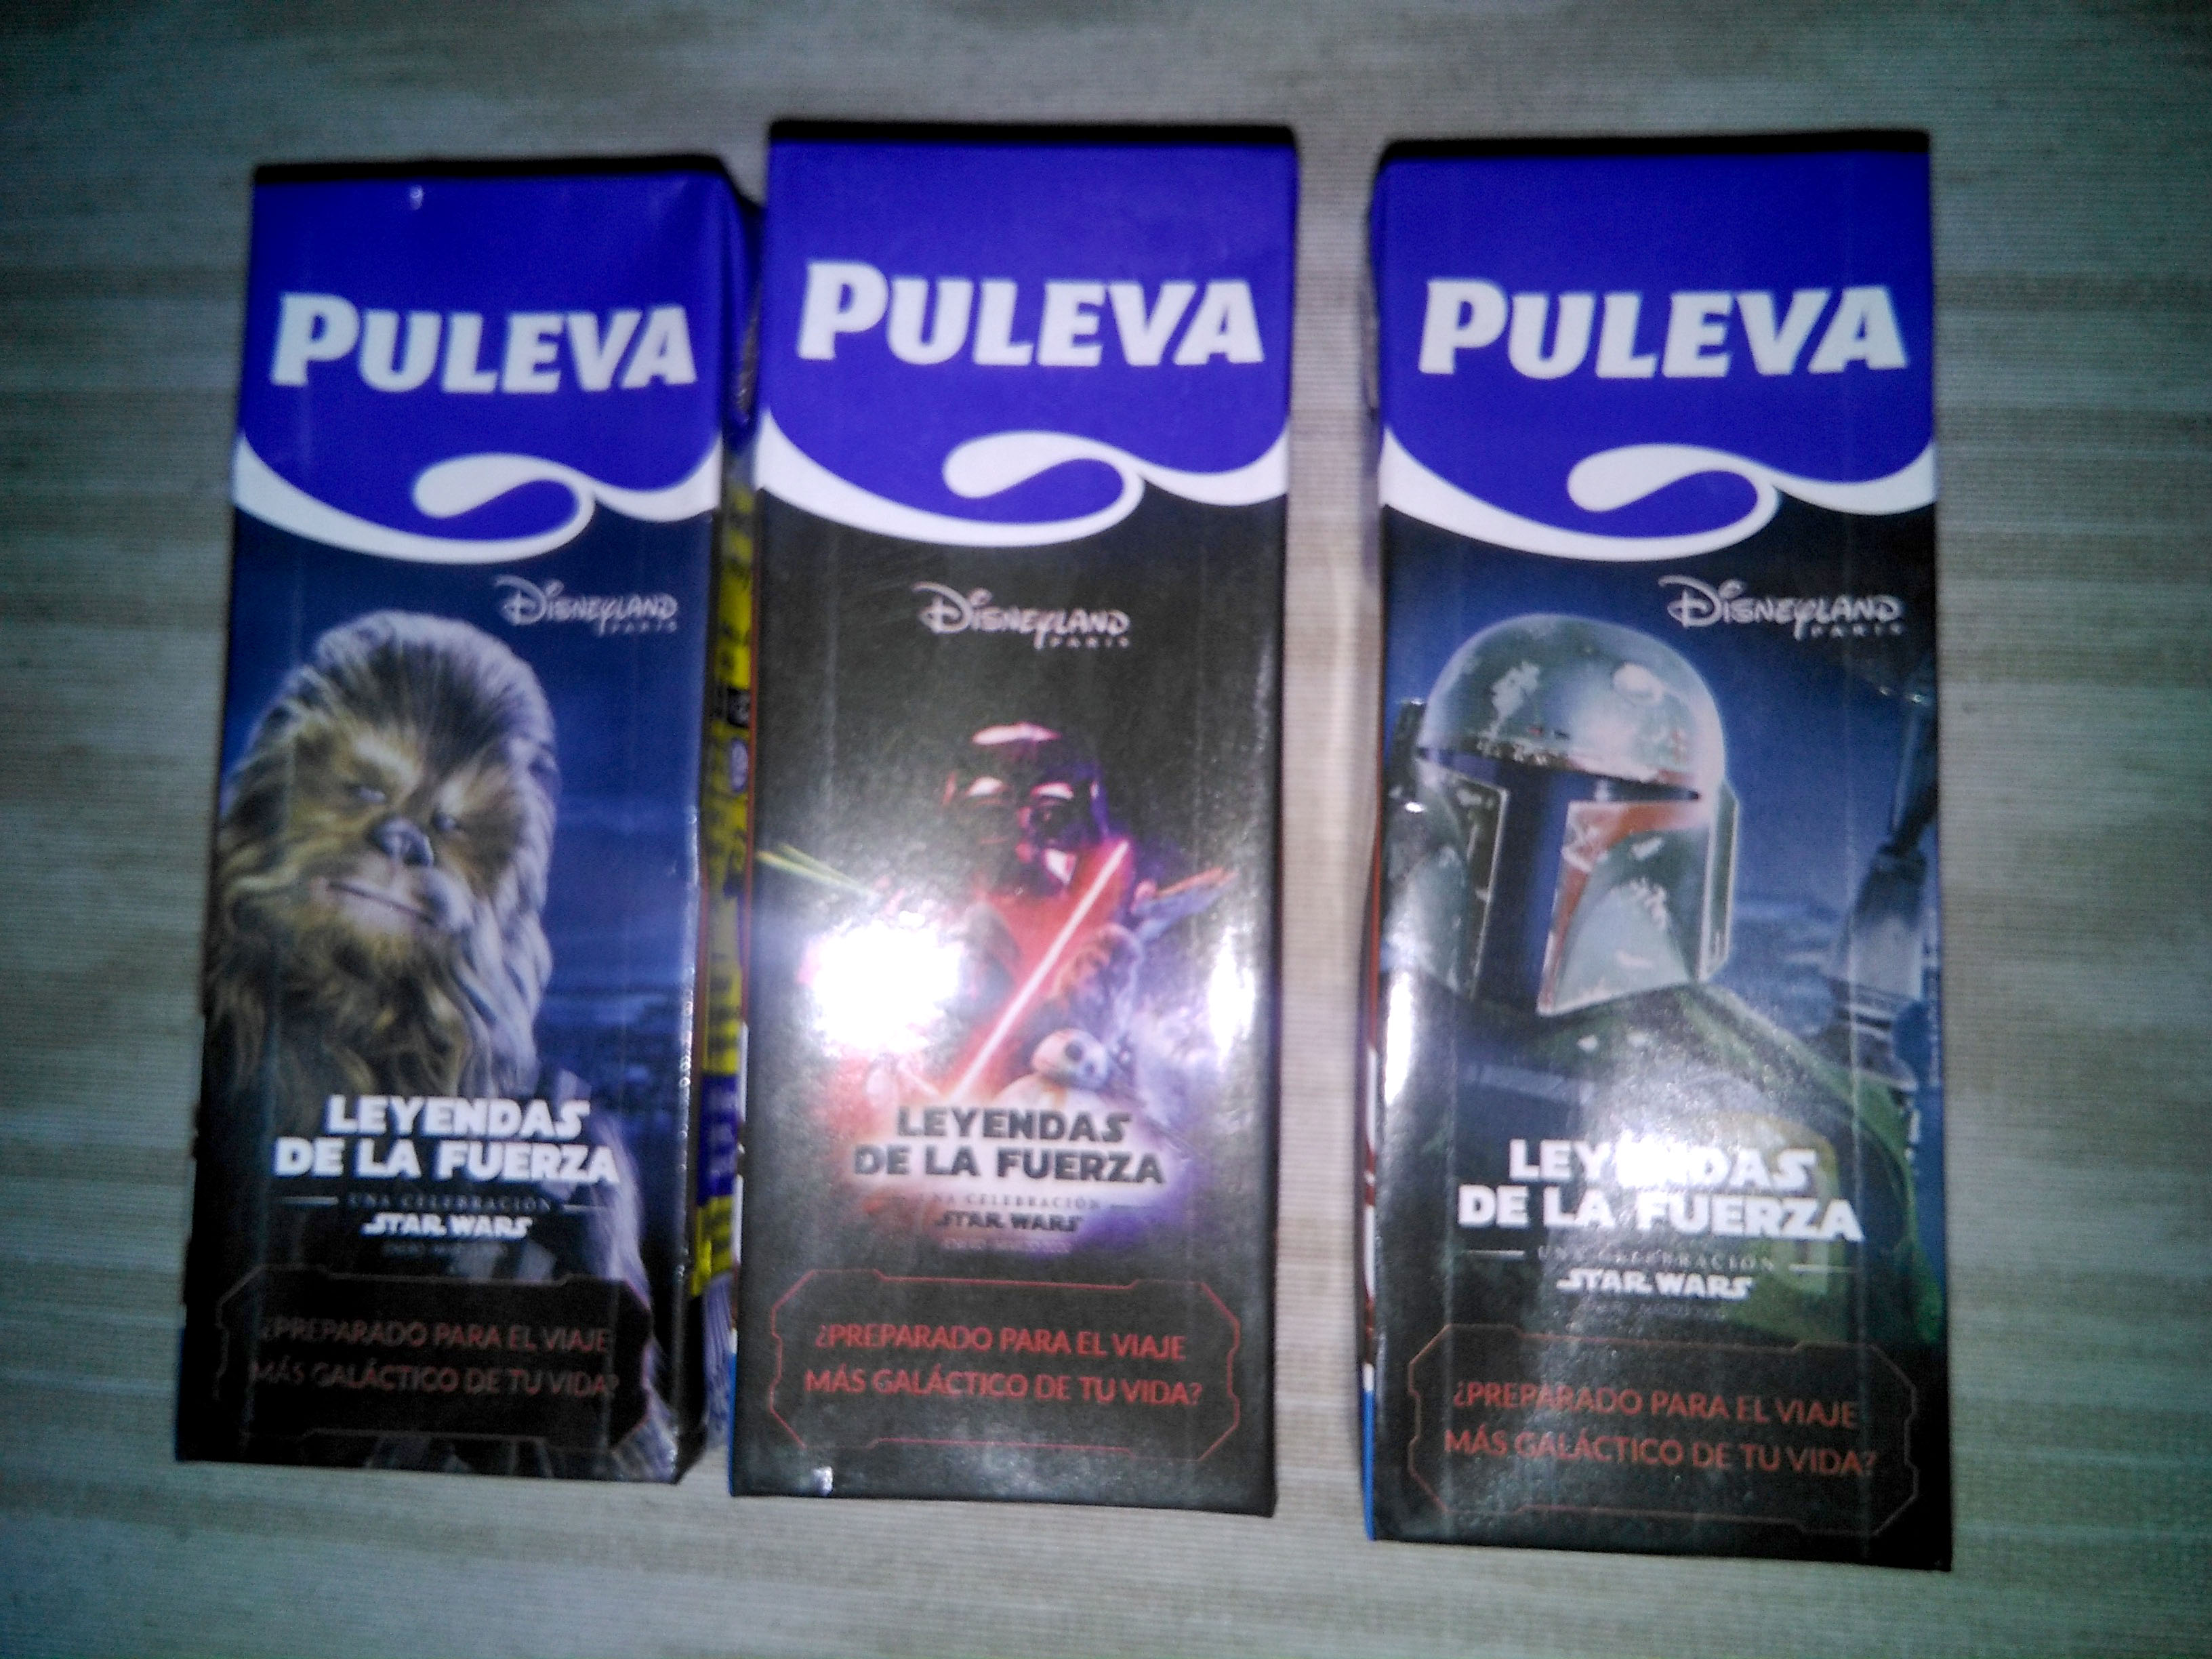 PULEVA
Disneyland
PARIS
LEYENDAS
DE LA FUERZA
UNA CELEBRACIÓN
STAR WARS
¿PREPARADO PARA EL VIAJE
MÁS GALÁCTICO DE TU VIDA?
PULEVA
Disneyland
PARIS
LEYENDAS
DE LA FUERZA
UNA CELEBRACIÓN
STAR WARS
¿PREPARADO PARA EL VIAJE
MÁS GALÁCTICO DE TU VIDA?
PULEVA
Disneyland
PARIS
LEYENDAS
DE LA FUERZA
UNA CELEBRACIÓN
STAR WARS
¿PREPARADO PARA EL VIAJE
MÁS GALÁCTICO DE TU VIDA?